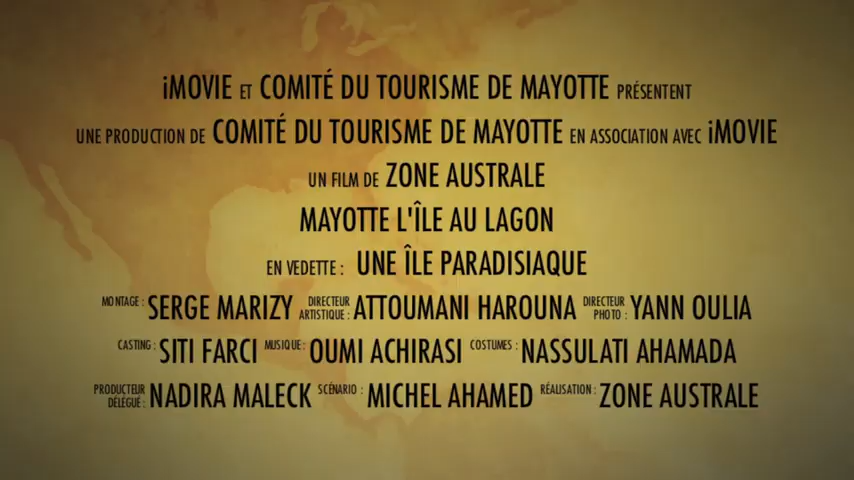 iMOVIE ET COMITÉ DU TOURISME DE MAYOTTE PRÉSENTENT
UNE PRODUCTION DE COMITÉ DU TOURISME DE MAYOTTE EN ASSOCIATION AVEC iMOVIE
UN FILM DE ZONE AUSTRALE
MAYOTTE L'ÎLE AU LAGON
EN VEDETTE : UNE ÎLE PARADISIAQUE
MONTAGE : SERGE MARIZY DIRECTEUR ARTISTIQUE : ATTOUMANI HAROUNA DIRECTEUR PHOTO : YANN OULIA
CASTING : SITI FARCI MUSIQUE : OUMI ACHIRASI COSTUMES : NASSULATI AHAMADA
PRODUCTEUR DÉLÉGUÉ : NADIRA MALECK SCÉNARIO : MICHEL AHAMED RÉALISATION : ZONE AUSTRALE